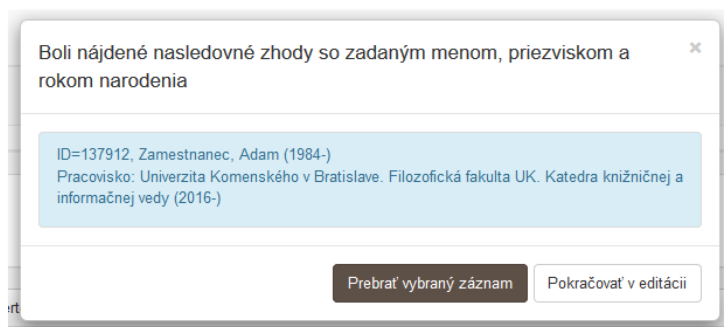 Boli nájdené nasledovné zhody so zadaným menom, priezviskom a
rokom narodenia
×
ID=137912, Zamestnanec, Adam (1984-)
Pracovisko: Univerzita Komenského v Bratislave. Filozofická fakulta UK. Katedra knižničnej a
informačnej vedy (2016-)
Prebrať vybraný záznam
Pokračovať v editácii